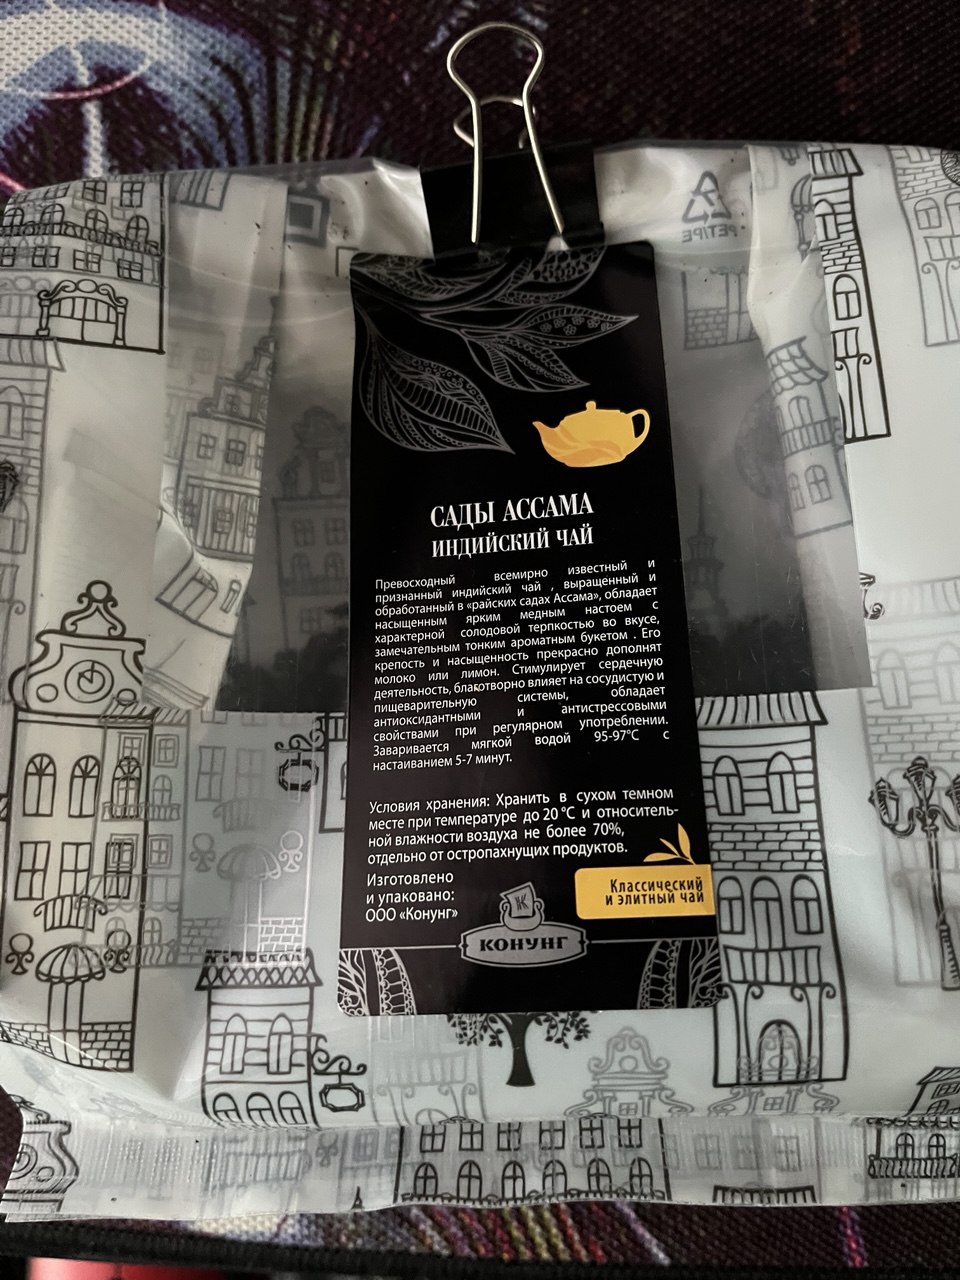 PET/PE
САДЫ АССАМА
ИНДИЙСКИЙ ЧАЙ
Превосходный всемирно известный и
признанный индийский чай , выращенный и
обработанный в «райских садах Ассама», обладает
насыщенным ярким медным настоем с
характерной солодовой терпкостью во вкусе,
замечательным тонким ароматным букетом . Его
крепость и насыщенность прекрасно дополнят
молоко или лимон. Стимулирует сердечную
деятельность, благотворно влияет на сосудистую и
пищеварительную системы, обладает
антиоксидантными и антистрессовыми
свойствами при регулярном употреблении.
Заваривается мягкой водой 95-97°С с
настаиванием 5-7 минут.
Условия хранения: Хранить в сухом темном
месте при температуре до 20 °С и относитель-
ной влажности воздуха не более 70%,
отдельно от остропахнущих продуктов.
Изготовлено
и упаковано:
ООО «Конунг»
Классический
и элитный чай
КОНУНГ